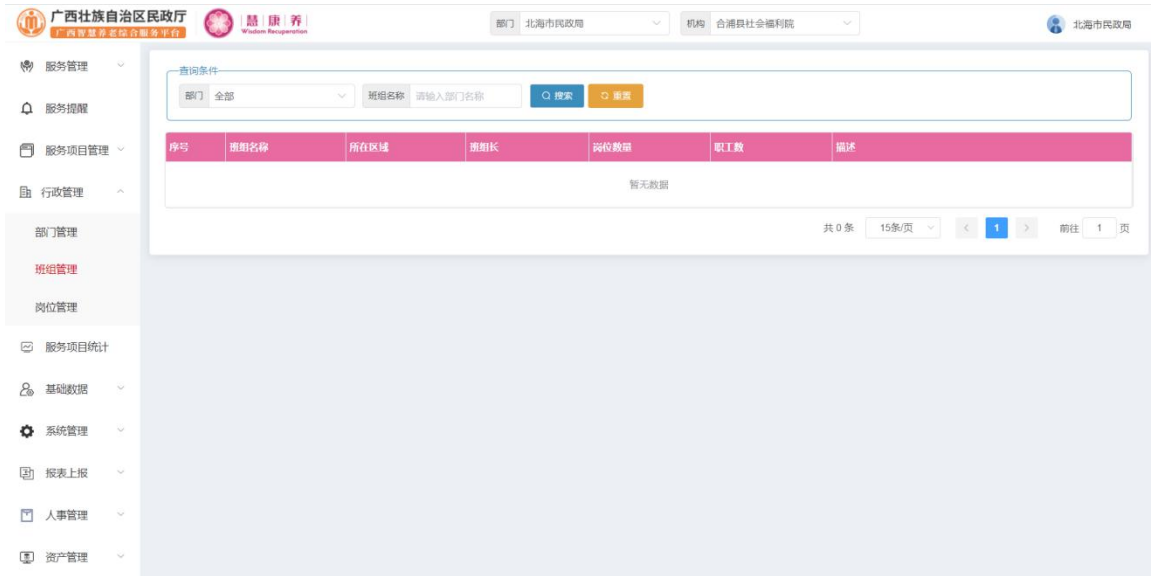 广西壮族自治区民政厅
广西智慧养老综合服务平台
慧康养
Wisdom Recuperation
部门 北海市民政局
机构 合浦县社会福利院
北海市民政局
服务管理
服务提醒
服务项目管理
行政管理
部门管理
班组管理
岗位管理
服务项目统计
基础数据
系统管理
报表上报
人事管理
资产管理
查询条件
部门 全部 班组名称 请输入部门名称 搜索 重置
序号 班组名称 所在区域 班组长 岗位数量 职工数 描述
暂无数据
共 0 条 15条/页 < 1 > 前往 1 页